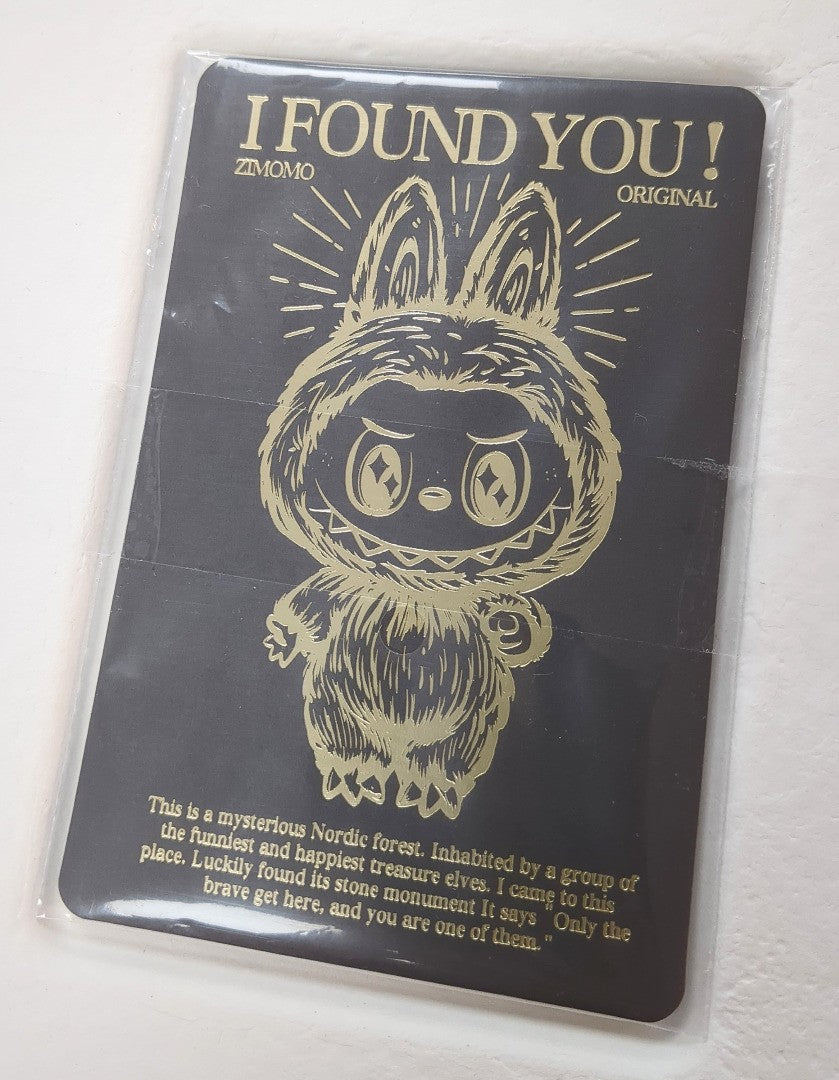 I FOUND YOU!
ZIMOMO
ORIGINAL
This is a mysterious Nordic forest. Inhabited by a group of
the funniest and happiest treasure elves. I came to this
place. Luckily found its stone monument It says "Only the
brave get here, and you are one of them."